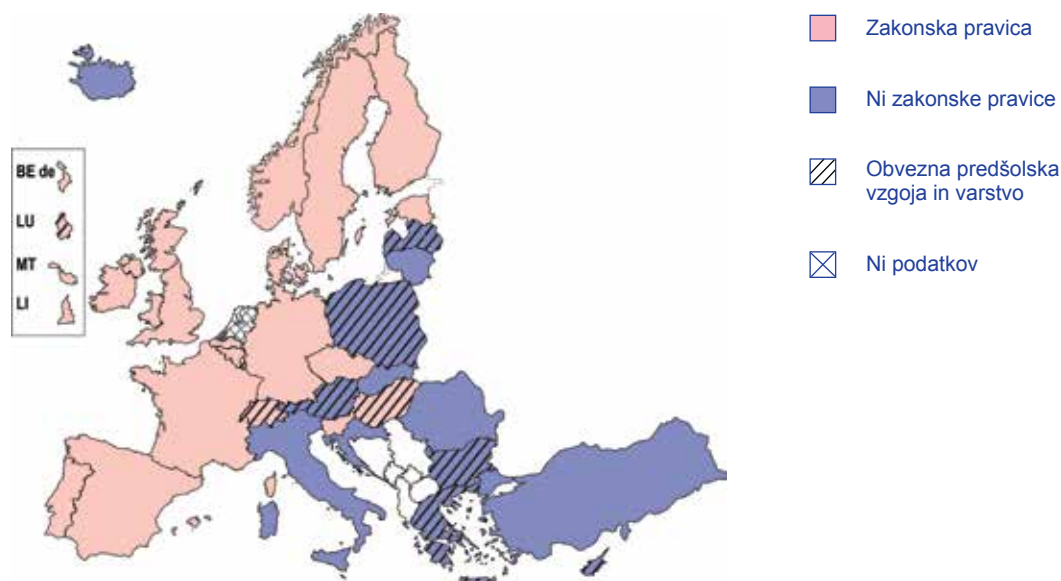 BE de
LU
MT
LI
Zakonska pravica
Ni zakonske pravice
Obvezna predšolska
vzgoja in varstvo
Ni podatkov